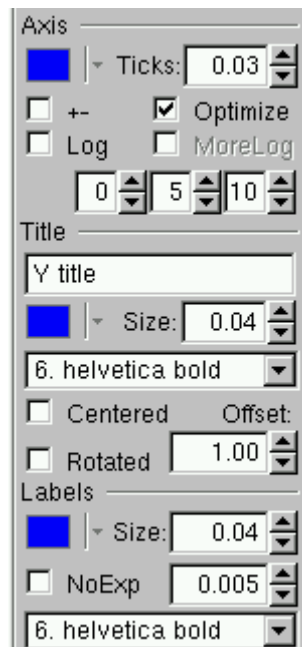 Axis
Ticks: 0.03
+- Optimize
Log MoreLog
0 5 10
Title
Y title
Size: 0.04
6. helvetica bold
Centered Offset:
Rotated 1.00
Labels
Size: 0.04
NoExp 0.005
6. helvetica bold